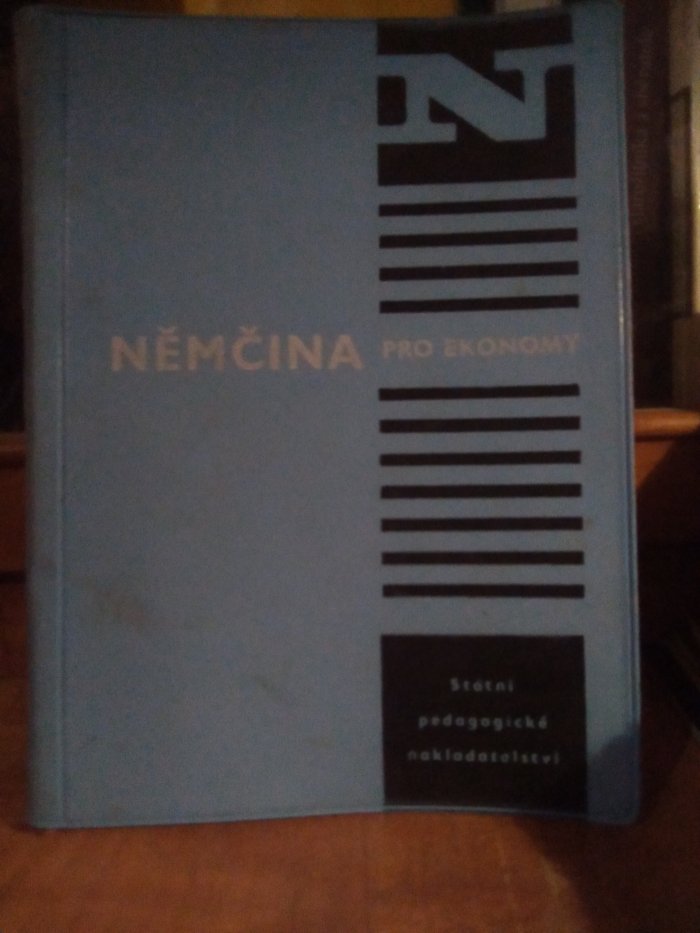 N
NĚMČINA PRO EKONOMY
Státní
pedagogické
nakladatelství